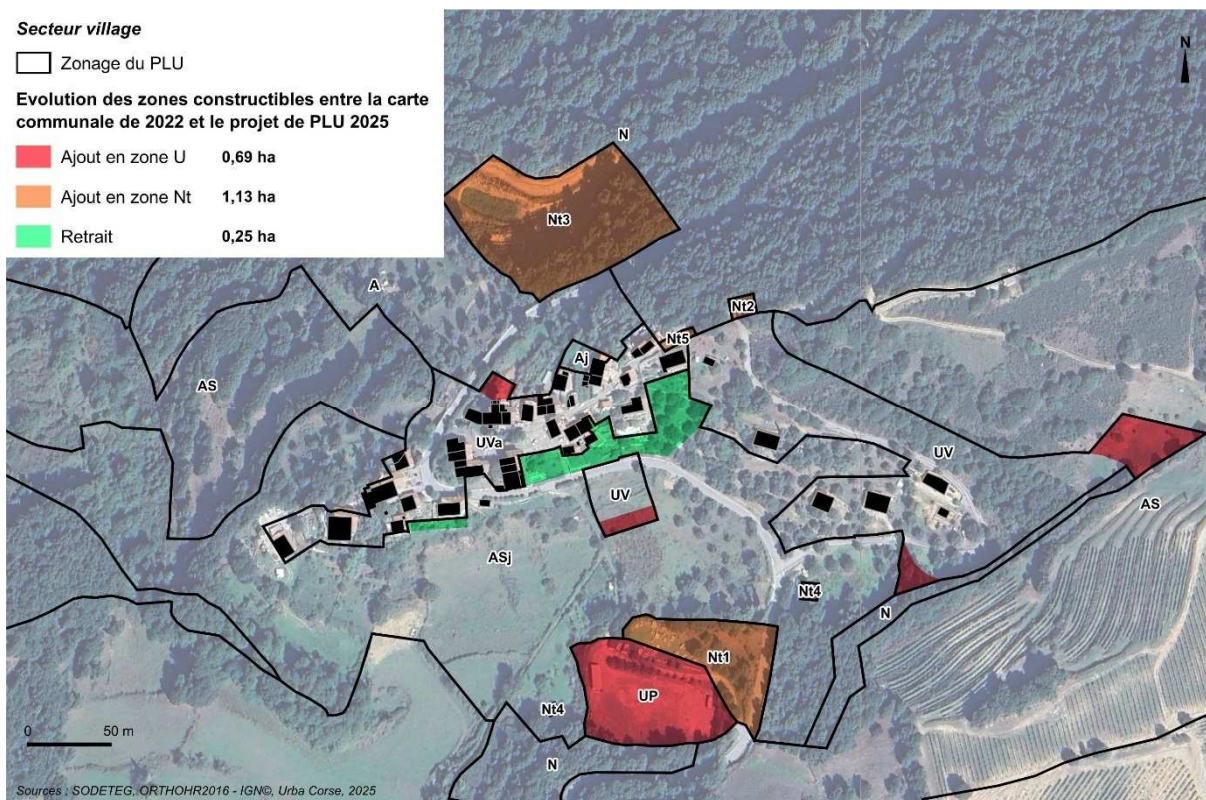 Secteur village
Zonage du PLU
Evolution des zones constructibles entre la carte
communale de 2022 et le projet de PLU 2025
Ajout en zone U 0,69 ha
Ajout en zone Nt 1,13 ha
Retrait 0,25 ha
N
N
Nt3
A
Nt2
Nt5
Aj
AS
UVa
UV
UV
AS
ASj
Nt4
N
Nt1
UP
Nt4
N
0 50 m
Sources : SODETEG, ORTHOHR2016 - IGN©, Urba Corse, 2025